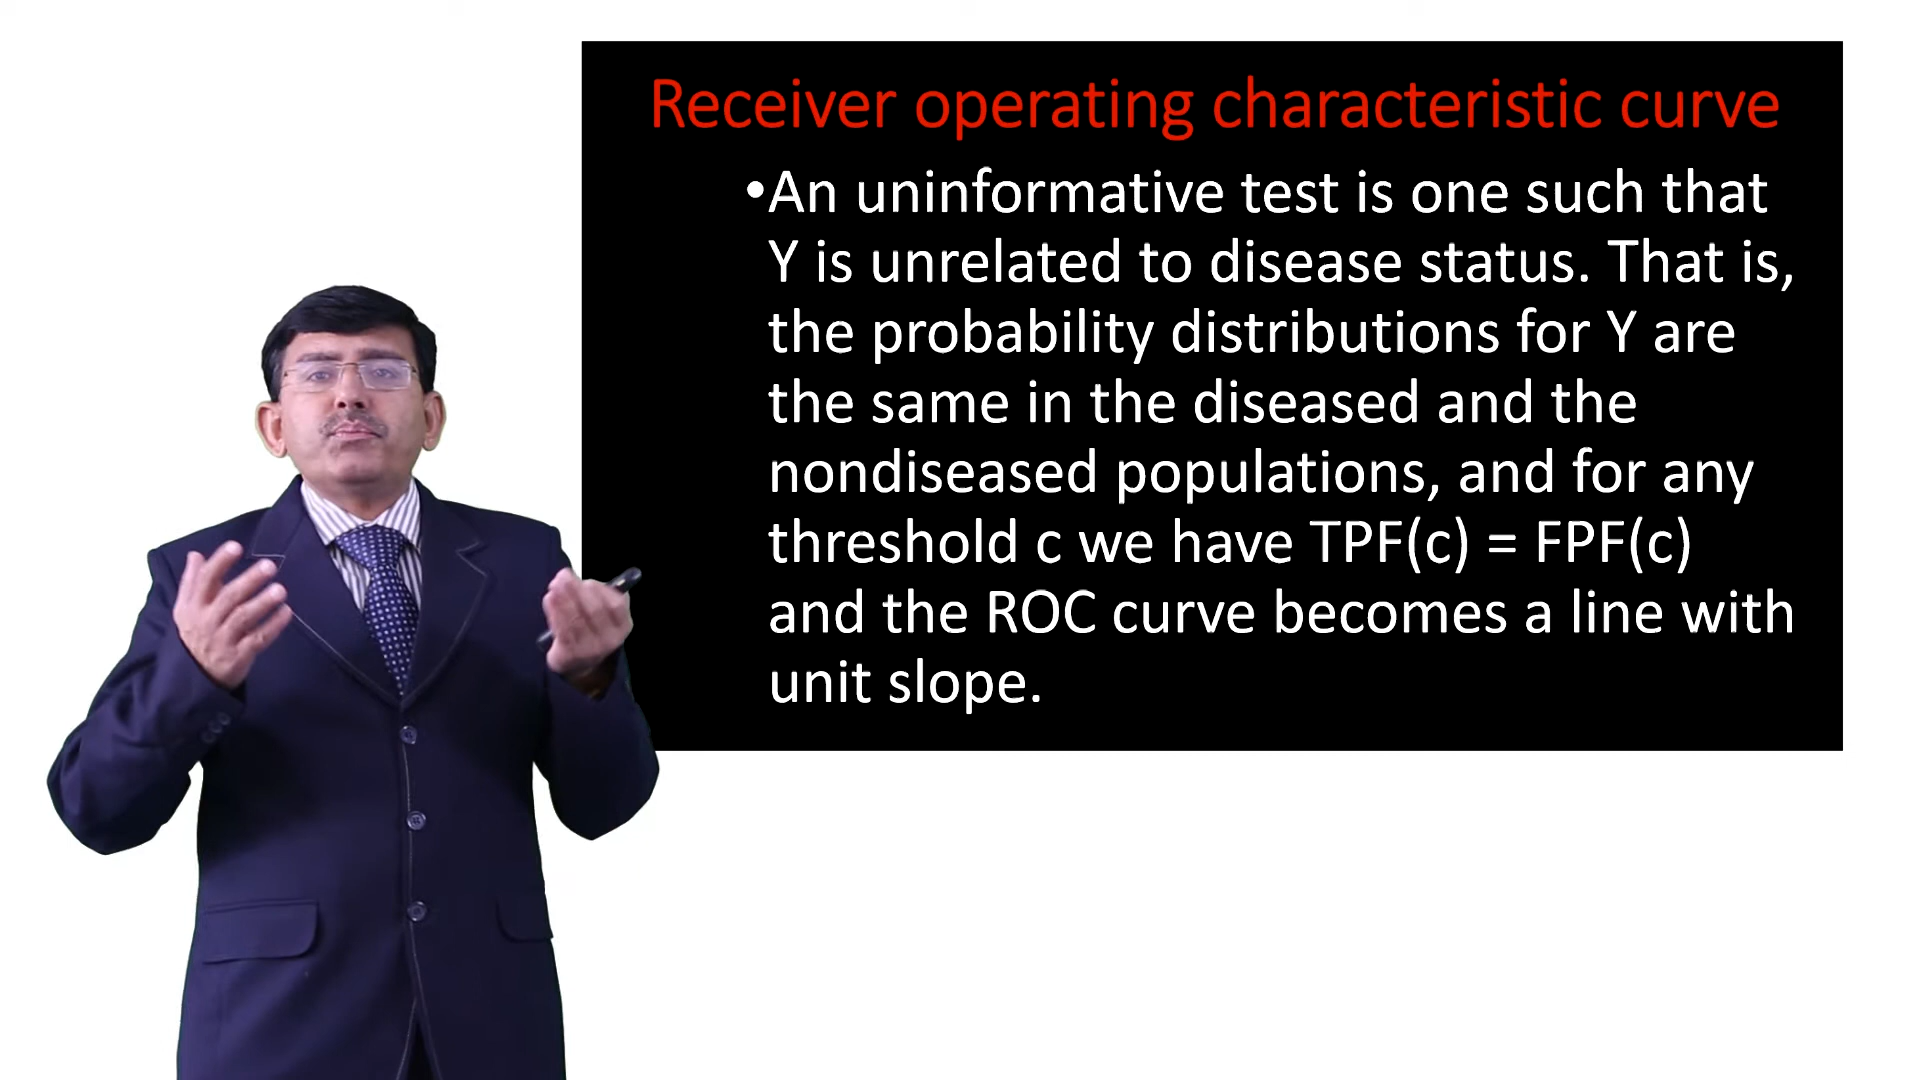 Receiver operating characteristic curve
•An uninformative test is one such that
Y is unrelated to disease status. That is,
the probability distributions for Y are
the same in the diseased and the
nondiseased populations, and for any
threshold c we have TPF(c) = FPF(c)
and the ROC curve becomes a line with
unit slope.